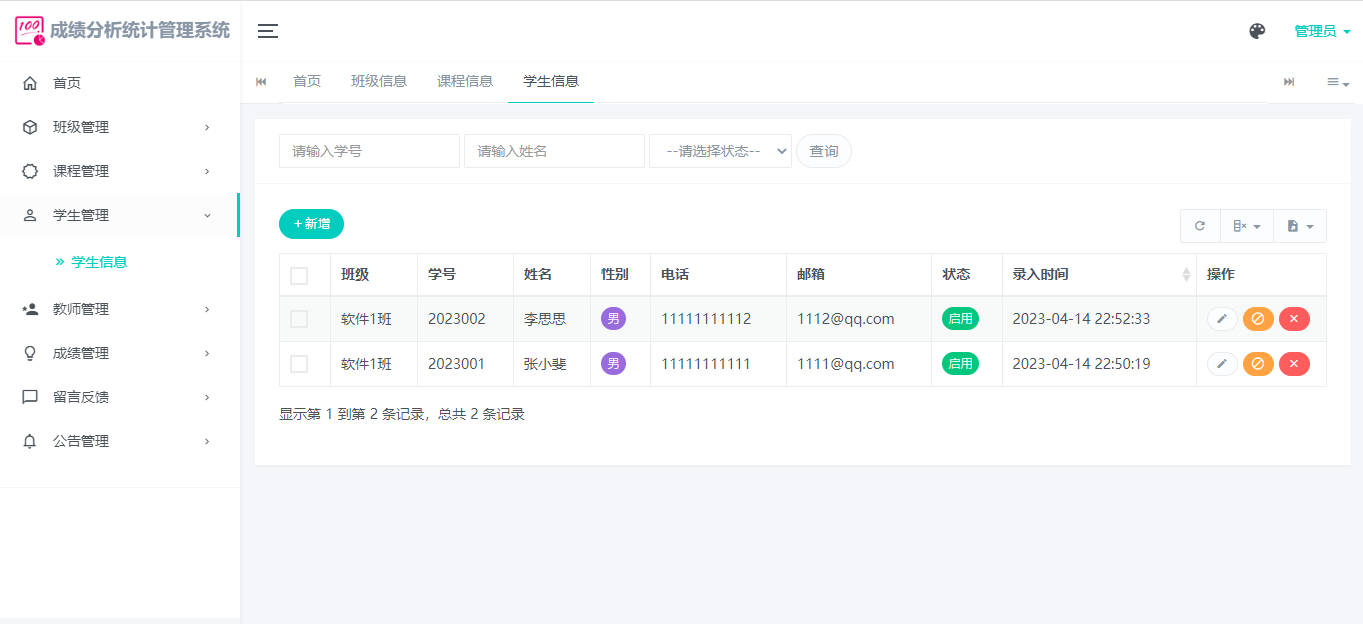 100 成绩分析统计管理系统
管理员
首页
班级管理
课程管理
学生管理
» 学生信息
教师管理
成绩管理
留言反馈
公告管理
首页 班级信息 课程信息 学生信息
请输入学号 请输入姓名 --请选择状态-- 查询
+ 新增
班级 学号 姓名 性别 电话 邮箱 状态 录入时间 操作
软件1班 2023002 李思思 男 11111111112 1112@qq.com 启用 2023-04-14 22:52:33
软件1班 2023001 张小斐 男 11111111111 1111@qq.com 启用 2023-04-14 22:50:19
显示第 1 到第 2 条记录，总共 2 条记录